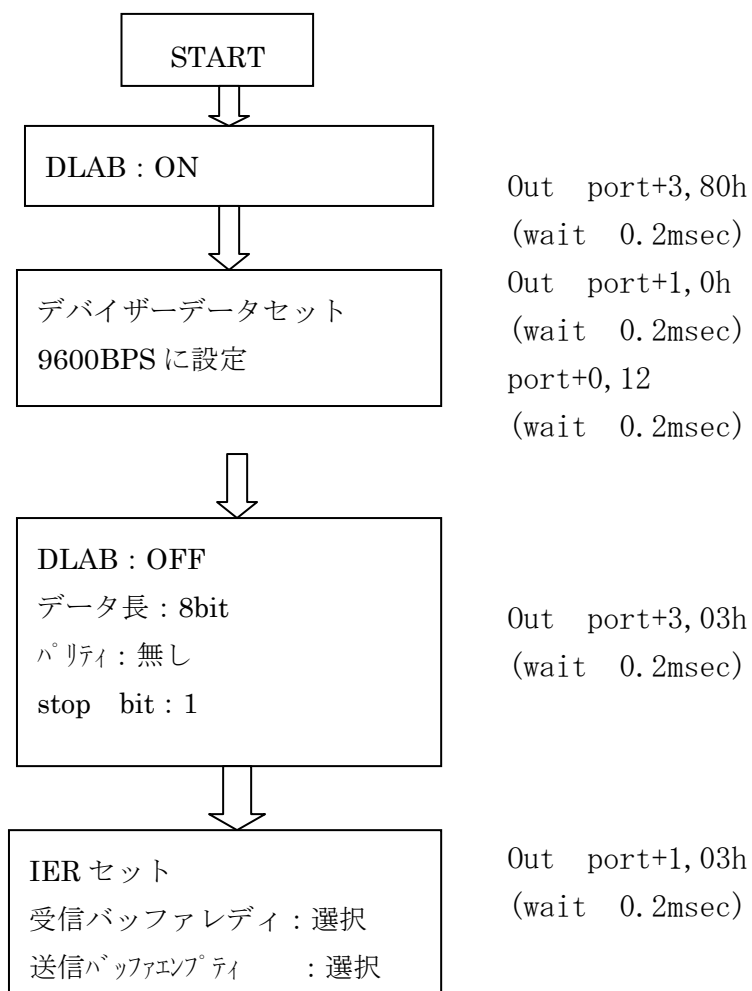 START
DLAB：ON
Out port+3,80h
(wait 0.2msec)
デバイザーデータセット
9600BPS に設定
Out port+1,0h
(wait 0.2msec)
port+0,12
(wait 0.2msec)
DLAB：OFF
データ長：8bit
ﾊﾟﾘﾃｨ：無し
stop bit：1
Out port+3,03h
(wait 0.2msec)
IER セット
受信バッファレディ：選択
送信ﾊﾞｯﾌｧｴﾝﾌﾟﾃｨ ：選択
Out port+1,03h
(wait 0.2msec)